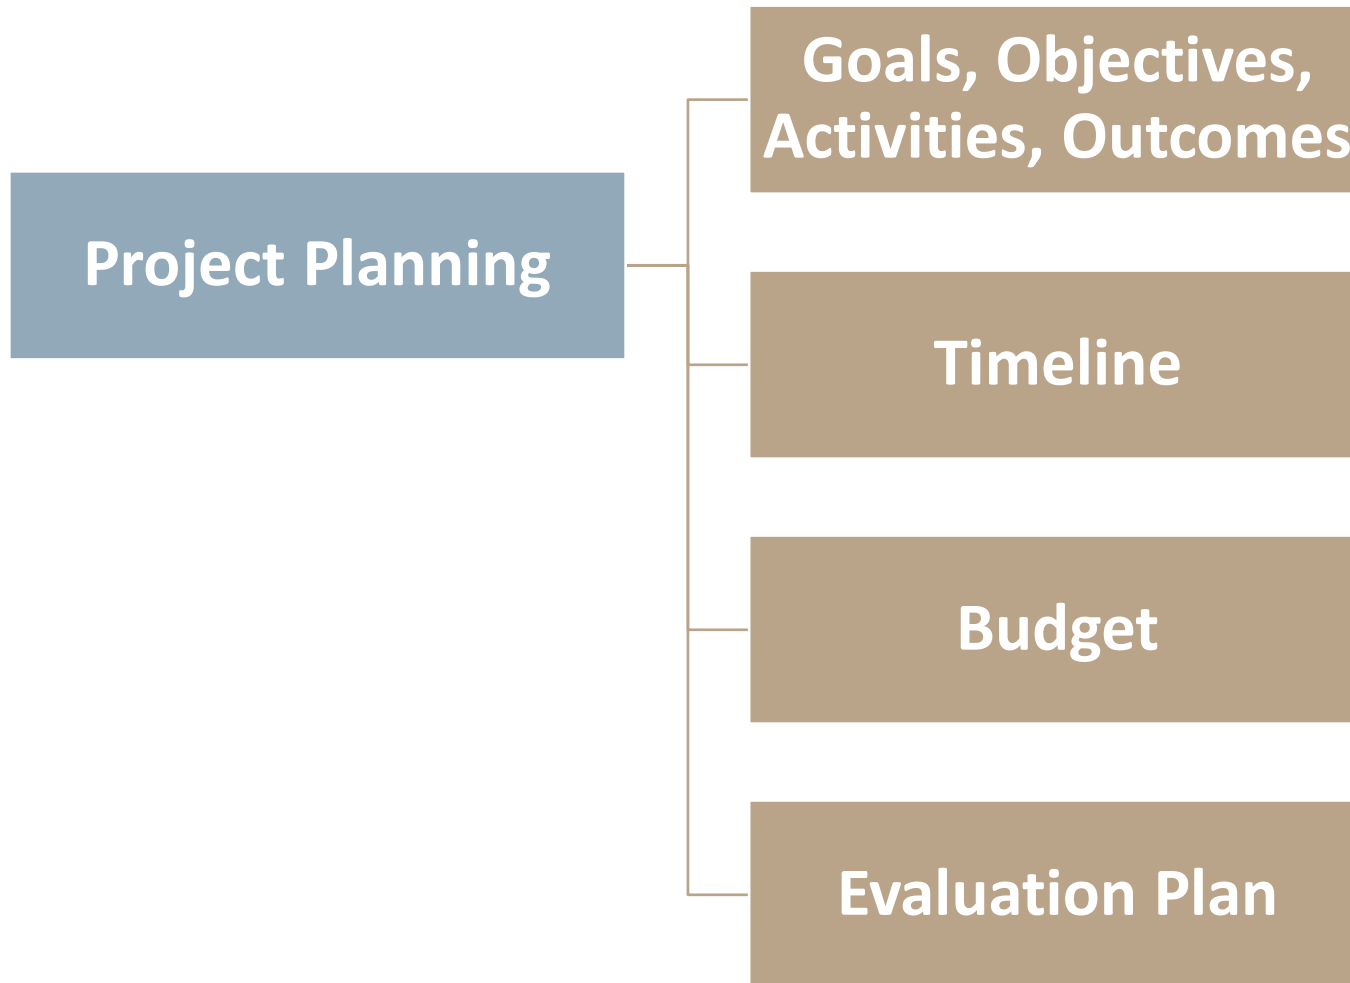 Project Planning
Goals, Objectives,
Activities, Outcomes
Timeline
Budget
Evaluation Plan